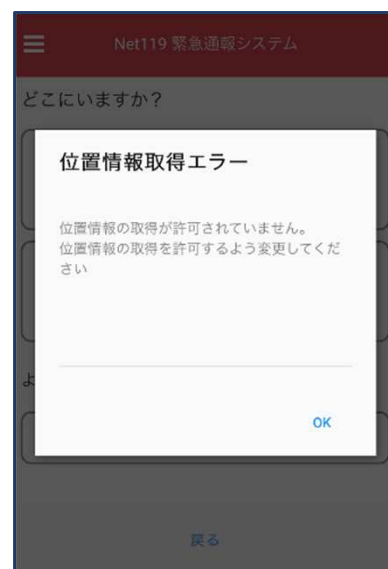 Net119 緊急通報システム
どこにいますか？
位置情報取得エラー
位置情報の取得が許可されていません。
位置情報の取得を許可するよう変更してくだ
さい
よ
OK
戻る